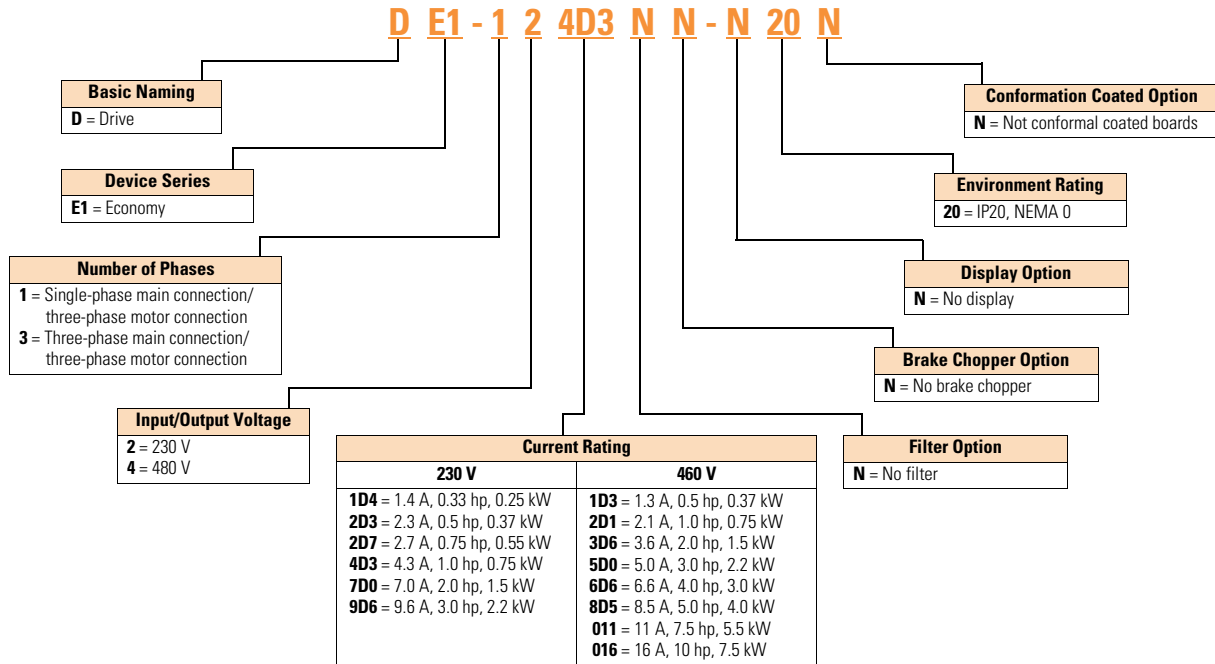 D E1 - 1 2 4D3 N N - N 20 N
Basic Naming
D = Drive
Device Series
E1 = Economy
Number of Phases
1 = Single-phase main connection/
three-phase motor connection
3 = Three-phase main connection/
three-phase motor connection
Input/Output Voltage
2 = 230 V
4 = 480 V
Current Rating
230 V
1D4 = 1.4 A, 0.33 hp, 0.25 kW
2D3 = 2.3 A, 0.5 hp, 0.37 kW
2D7 = 2.7 A, 0.75 hp, 0.55 kW
4D3 = 4.3 A, 1.0 hp, 0.75 kW
7D0 = 7.0 A, 2.0 hp, 1.5 kW
9D6 = 9.6 A, 3.0 hp, 2.2 kW
460 V
1D3 = 1.3 A, 0.5 hp, 0.37 kW
2D1 = 2.1 A, 1.0 hp, 0.75 kW
3D6 = 3.6 A, 2.0 hp, 1.5 kW
5D0 = 5.0 A, 3.0 hp, 2.2 kW
6D6 = 6.6 A, 4.0 hp, 3.0 kW
8D5 = 8.5 A, 5.0 hp, 4.0 kW
011 = 11 A, 7.5 hp, 5.5 kW
016 = 16 A, 10 hp, 7.5 kW
Conformation Coated Option
N = Not conformal coated boards
Environment Rating
20 = IP20, NEMA 0
Display Option
N = No display
Brake Chopper Option
N = No brake chopper
Filter Option
N = No filter